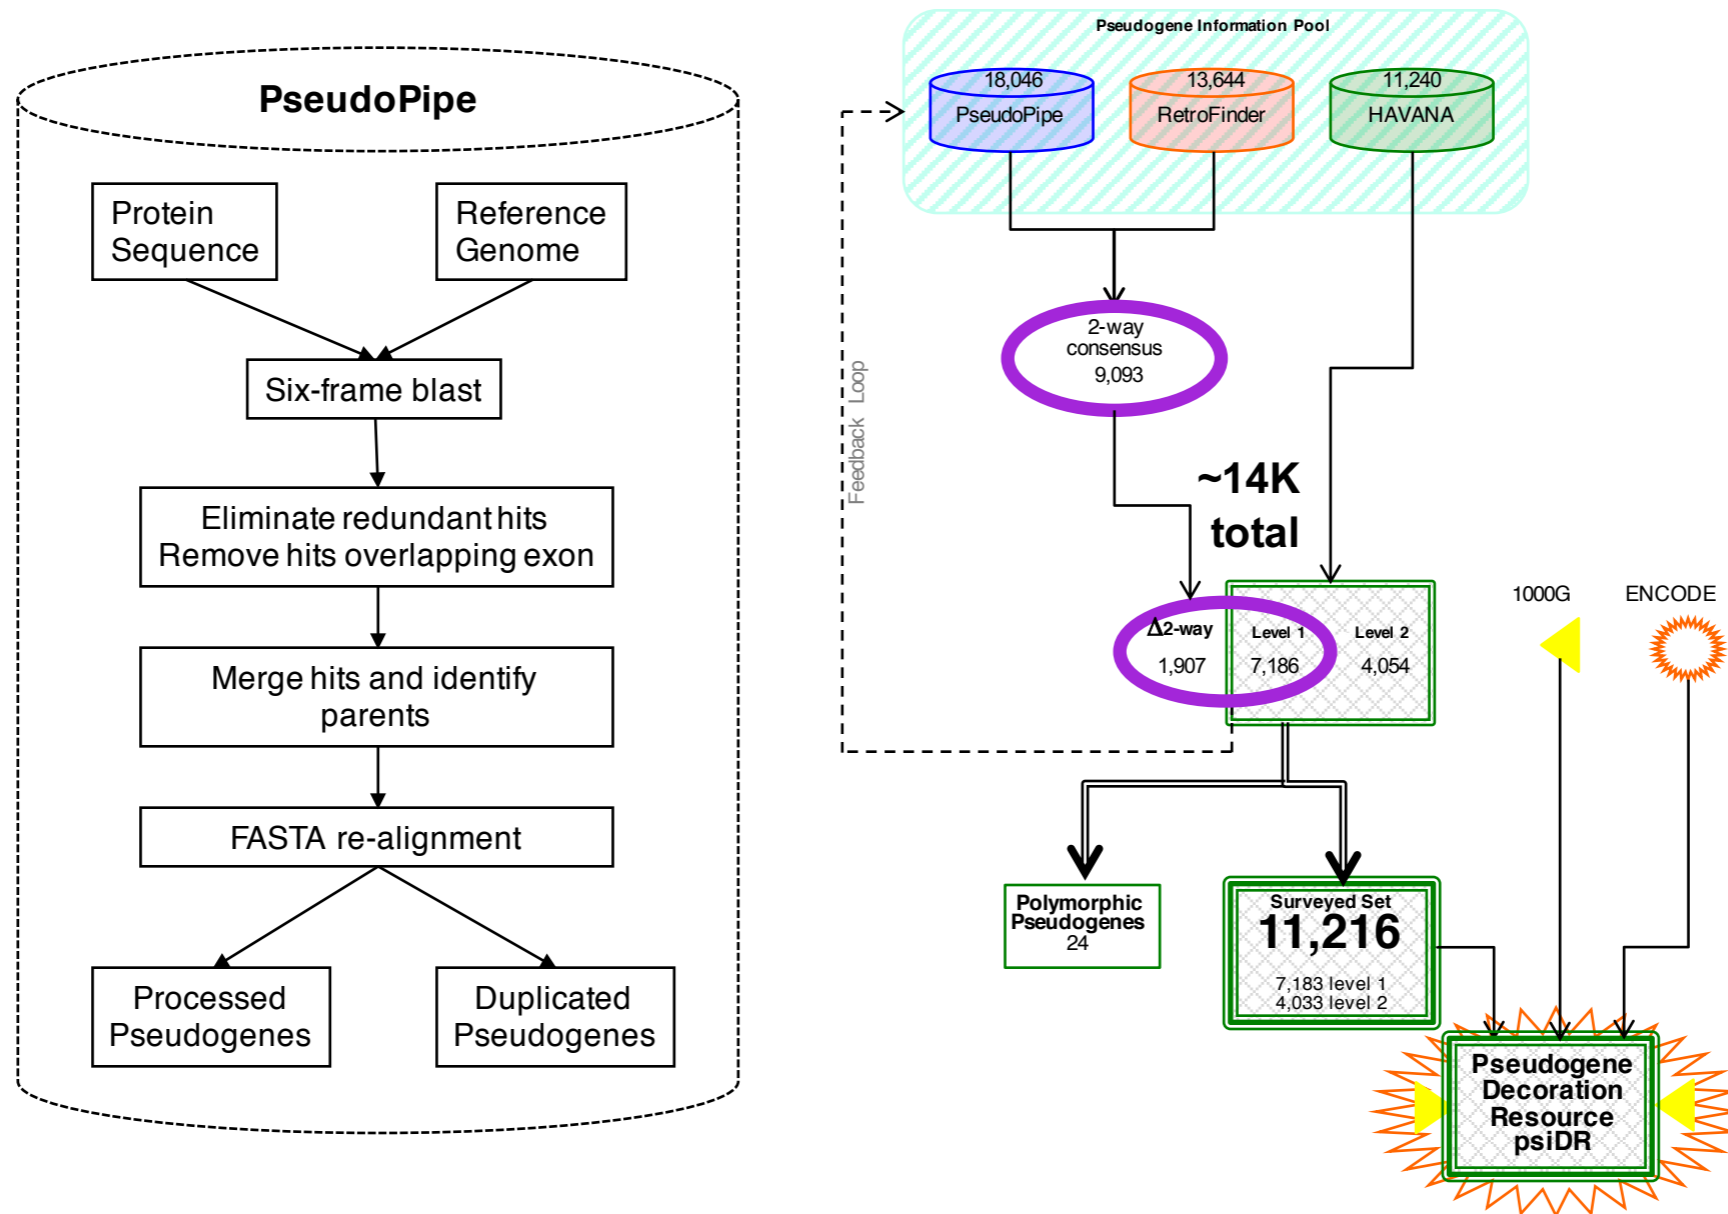 PseudoPipe
Protein
Sequence
Reference
Genome
Six-frame blast
Eliminate redundant hits
Remove hits overlapping exon
Merge hits and identify
parents
FASTA re-alignment
Processed
Pseudogenes
Duplicated
Pseudogenes
Pseudogene Information Pool
18,046
PseudoPipe
13,644
RetroFinder
11,240
HAVANA
2-way
consensus
9,093
Feedback Loop
~14K
total
Δ2-way
1,907
Level 1
7,186
Level 2
4,054
1000G
ENCODE
Polymorphic
Pseudogenes
24
Surveyed Set
11,216
7,183 level 1
4,033 level 2
Pseudogene
Decoration
Resource
psiDR